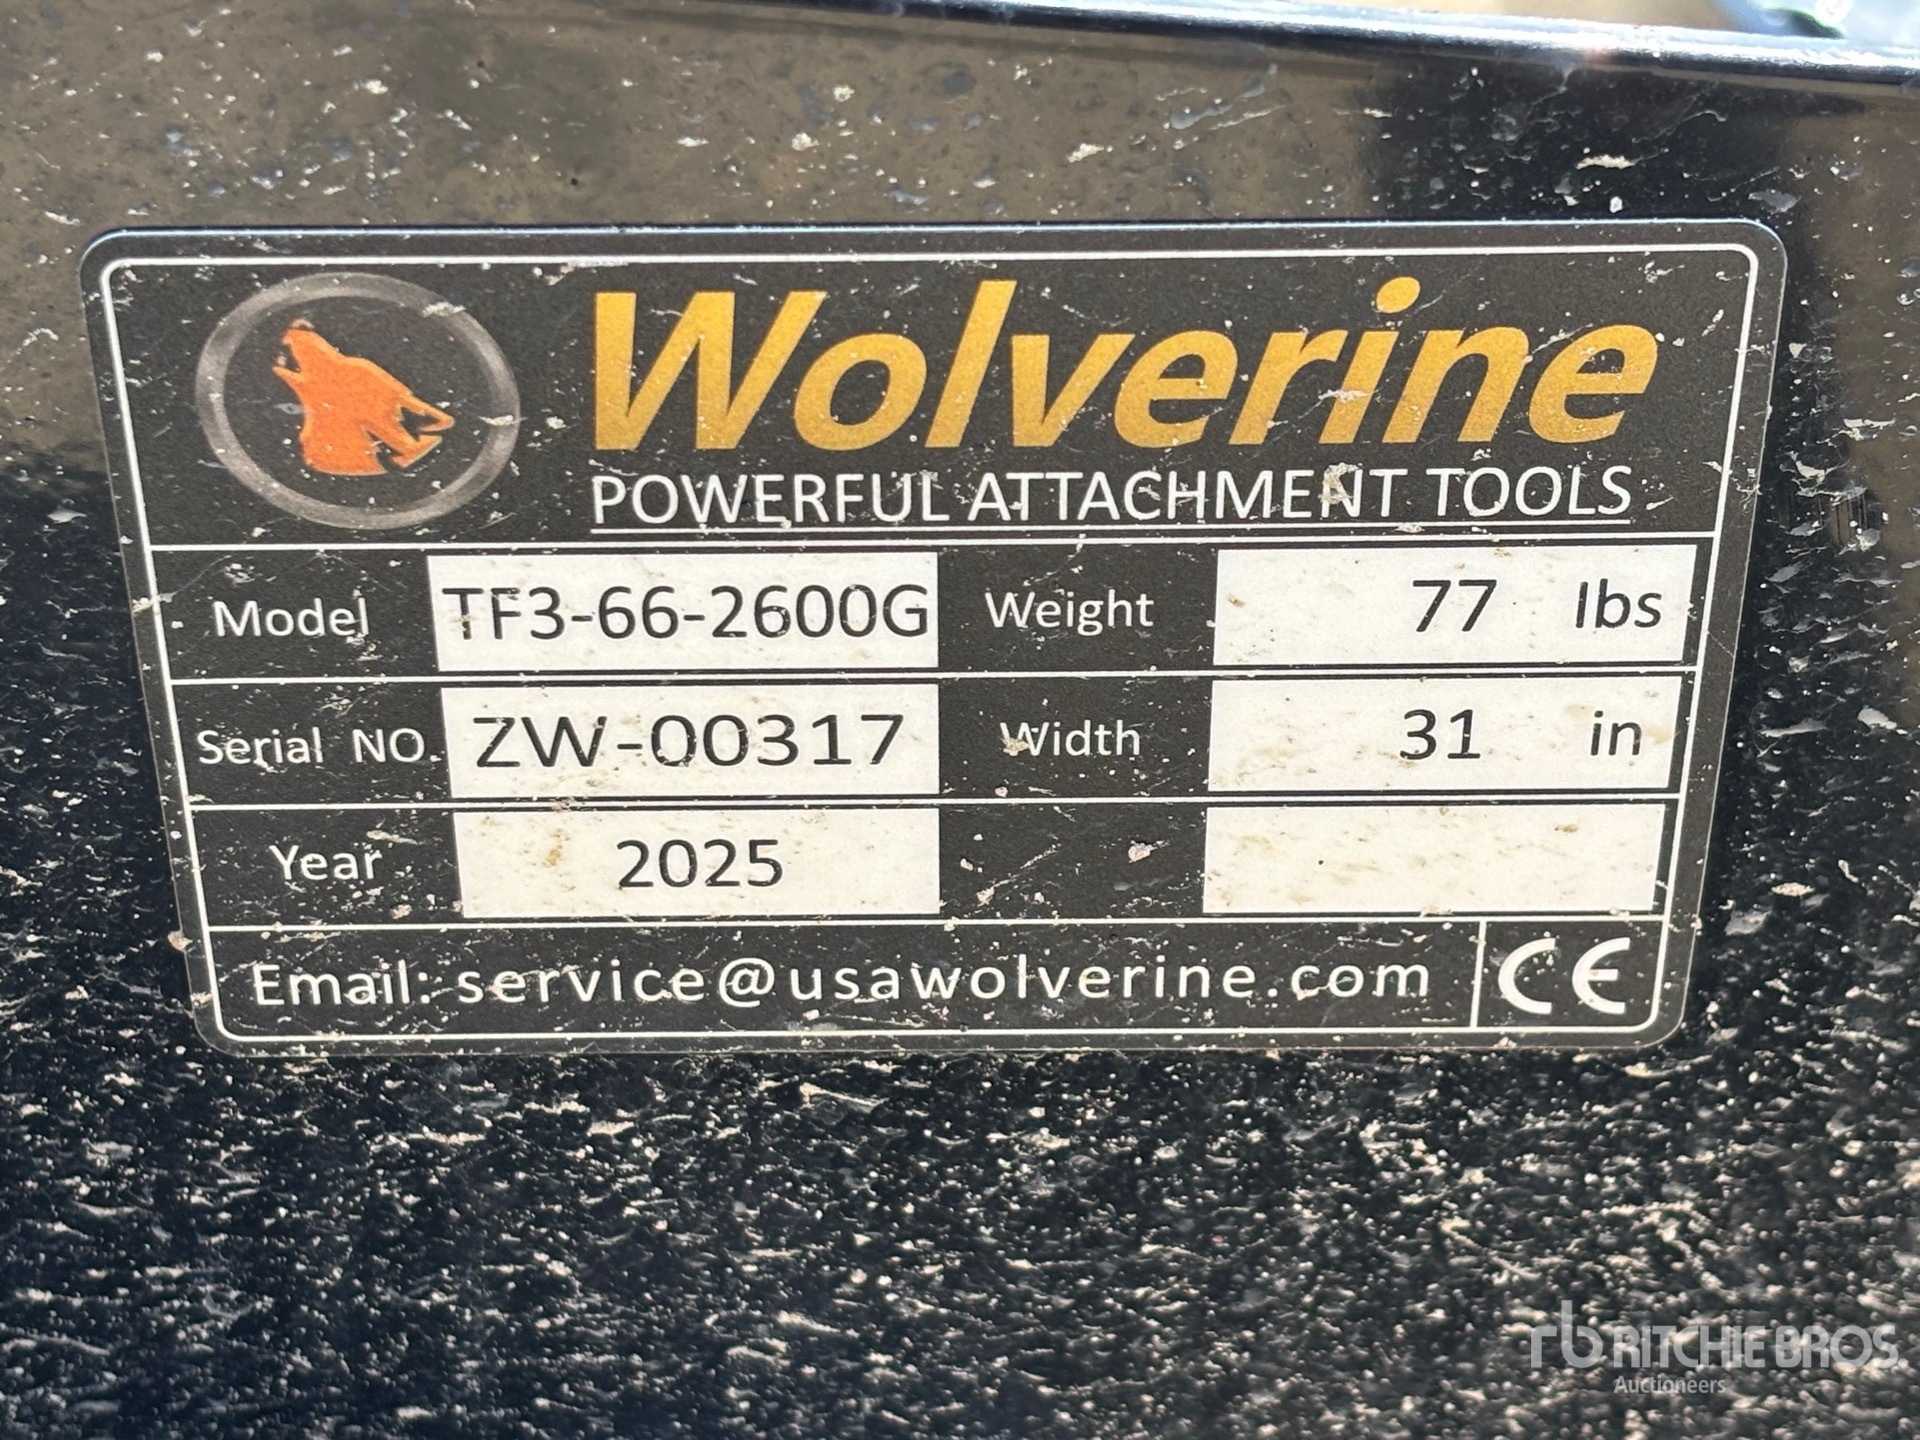 Wolverine
POWERFUL ATTACHMENT TOOLS
Model TF3-66-2600G Weight 77 lbs
Serial NO. ZW-00317 Width 31 in
Year 2025
Email: service@usawolverine.com CE
rb RITCHIE BROS.
Auctioneers